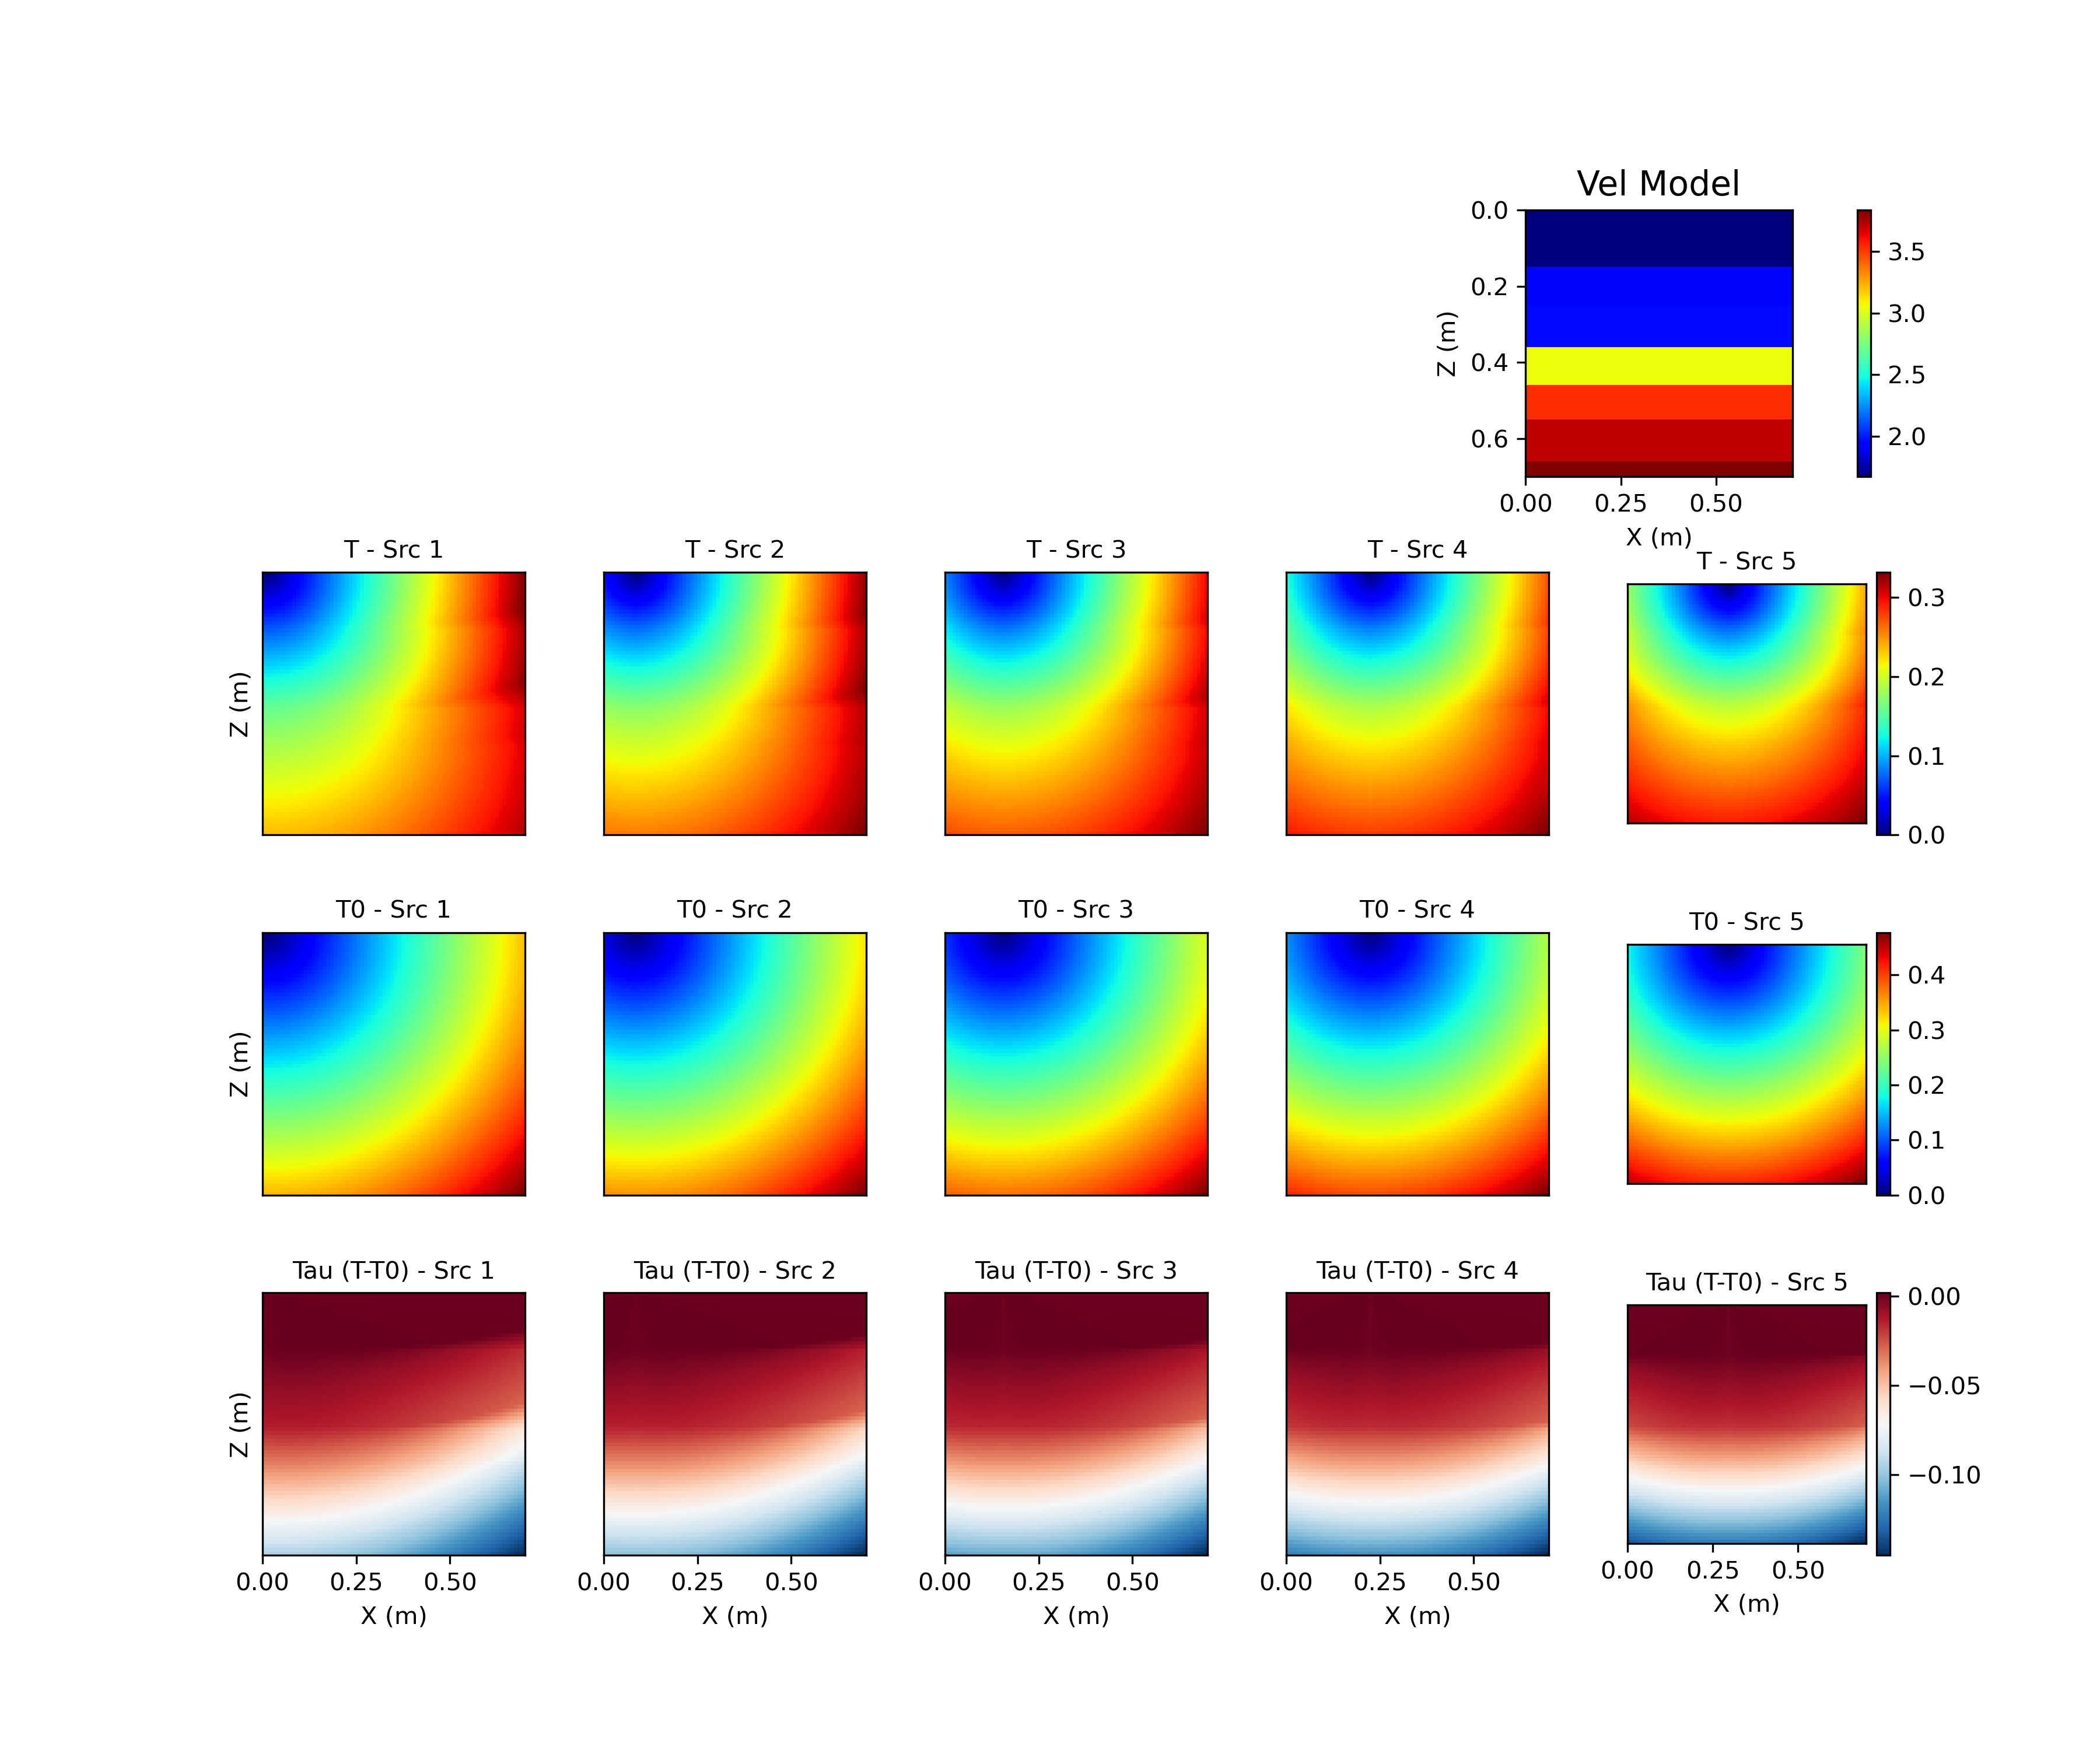 Vel Model
0.0
0.2
0.4
0.6
Z (m)
0.00 0.25 0.50
X (m)
3.5
3.0
2.5
2.0
T - Src 1
T - Src 2
T - Src 3
T - Src 4
T - Src 5
Z (m)
0.3
0.2
0.1
0.0
T0 - Src 1
T0 - Src 2
T0 - Src 3
T0 - Src 4
T0 - Src 5
Z (m)
0.4
0.3
0.2
0.1
0.0
Tau (T-T0) - Src 1
Tau (T-T0) - Src 2
Tau (T-T0) - Src 3
Tau (T-T0) - Src 4
Tau (T-T0) - Src 5
Z (m)
0.00
−0.05
−0.10
0.00 0.25 0.50
X (m)
0.00 0.25 0.50
X (m)
0.00 0.25 0.50
X (m)
0.00 0.25 0.50
X (m)
0.00 0.25 0.50
X (m)